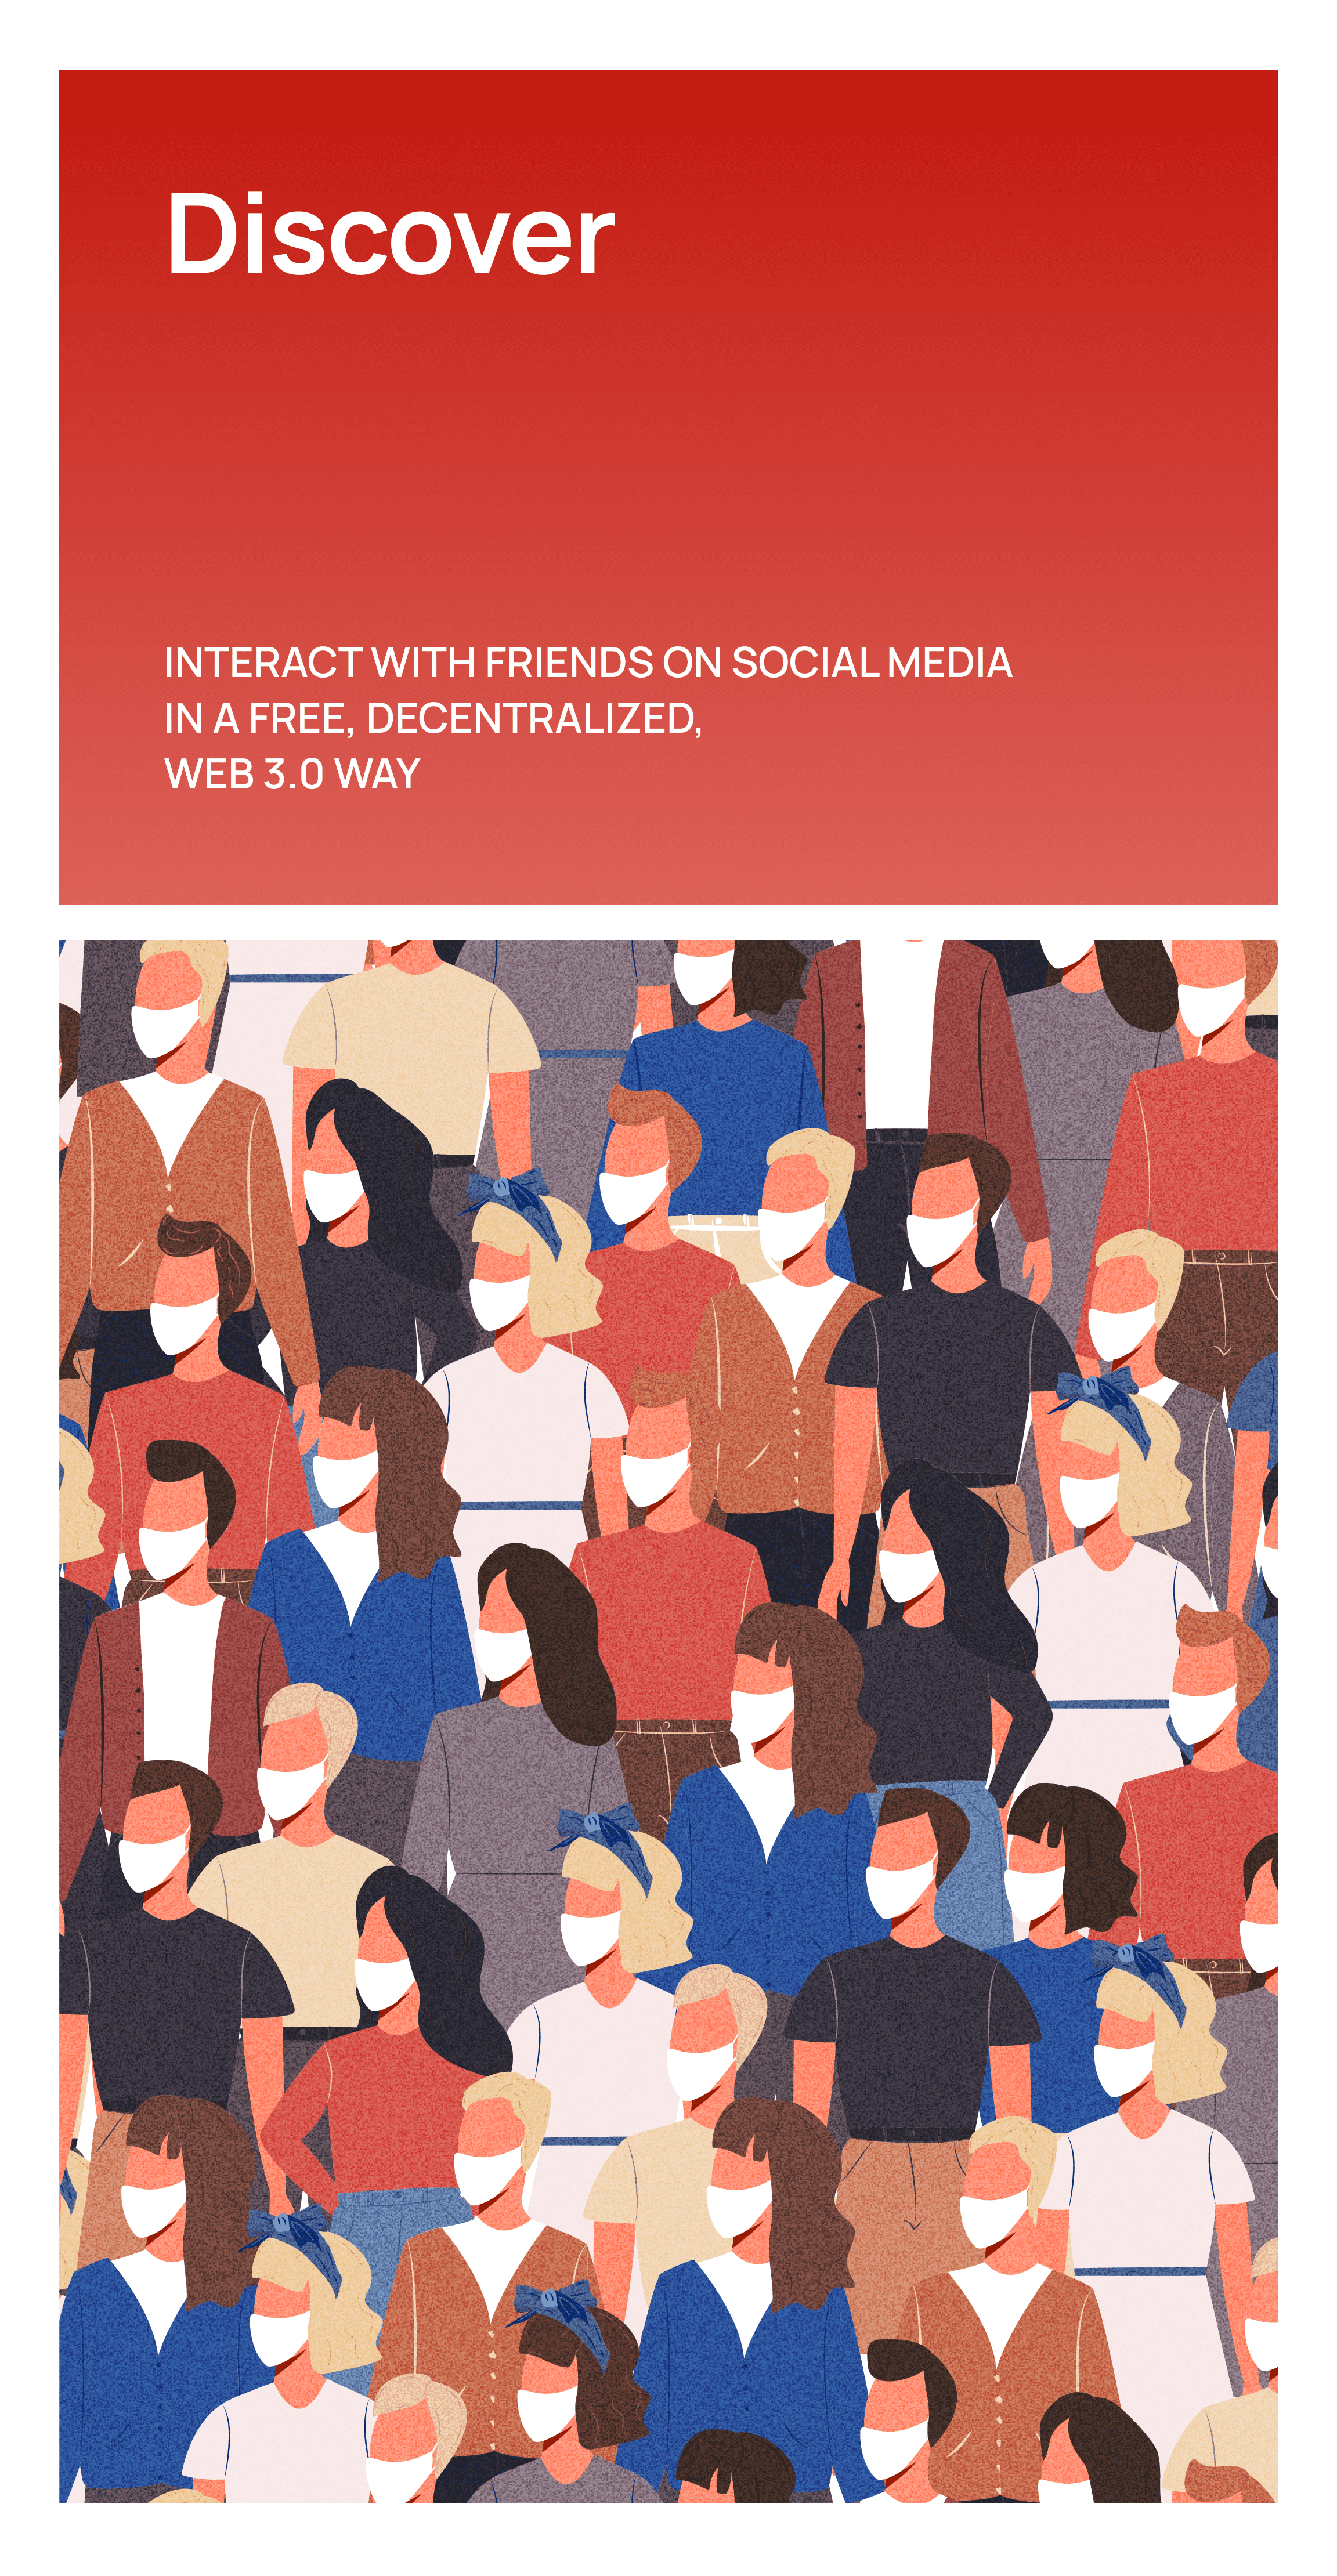 Discover
INTERACT WITH FRIENDS ON SOCIAL MEDIA
IN A FREE, DECENTRALIZED,
WEB 3.0 WAY